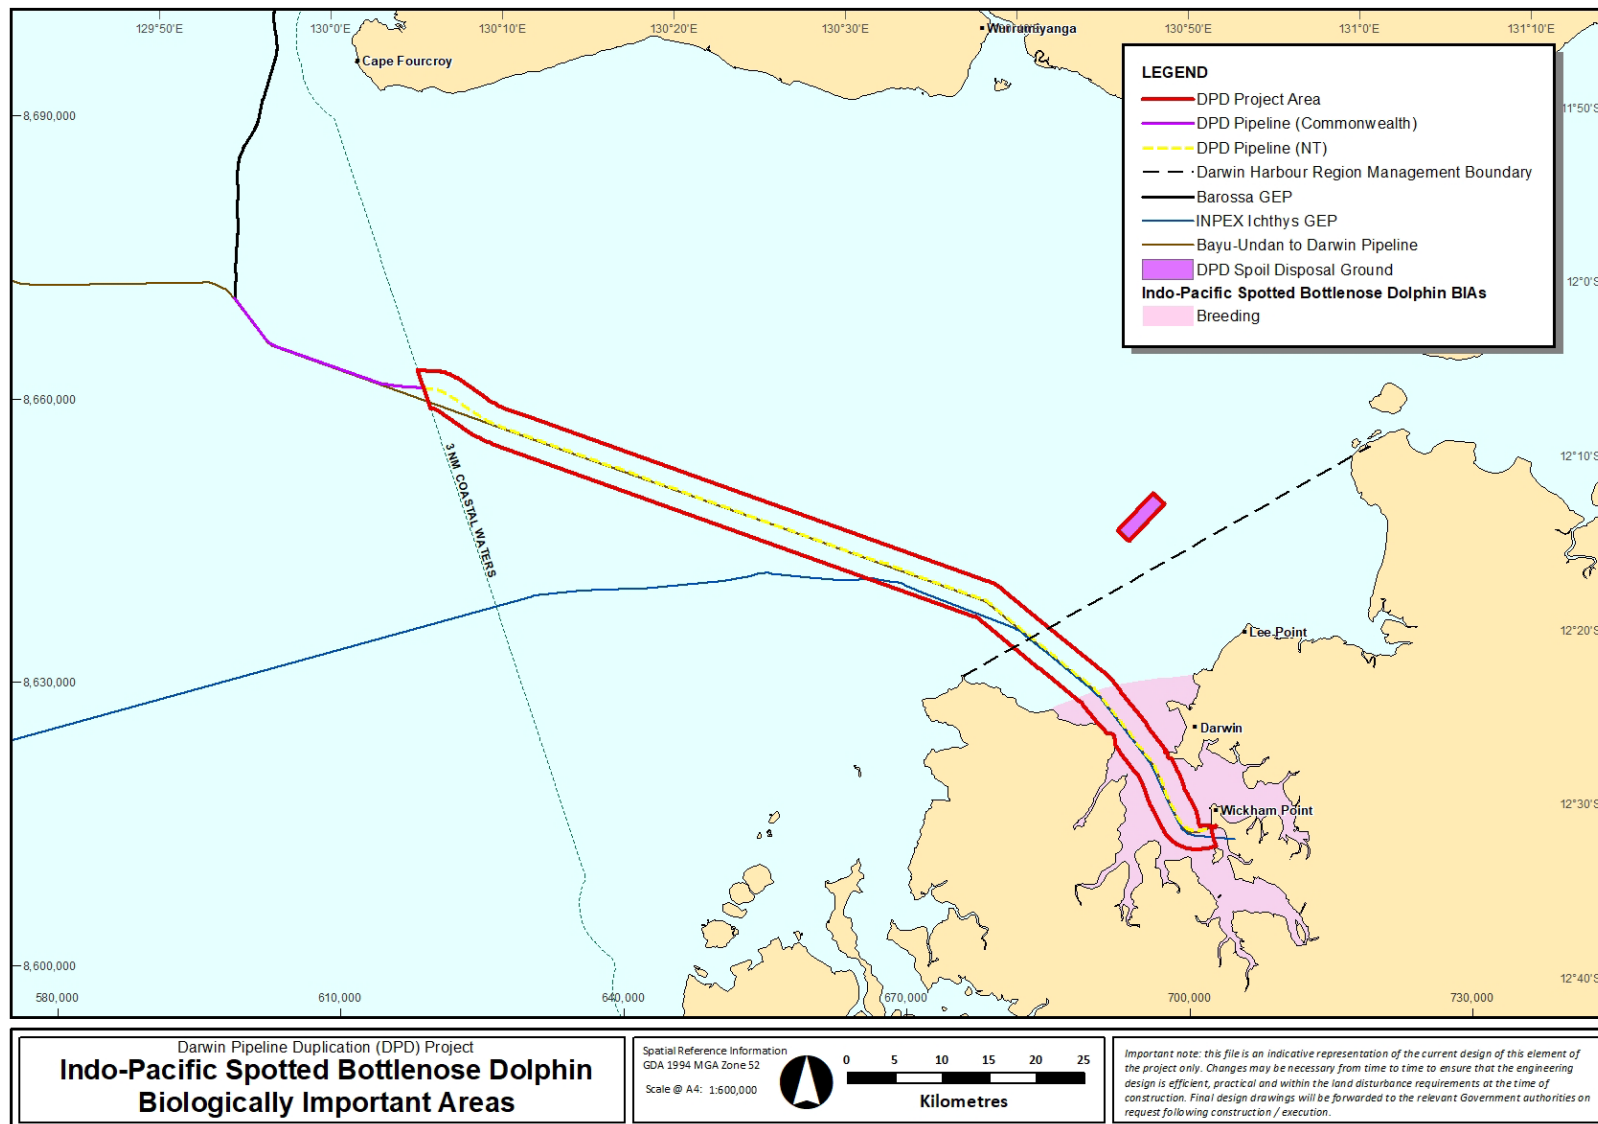 129°50'E
130°0'E
130°10'E
130°20'E
130°30'E
130°50'E
131°0'E
131°10'E
Wurrumiyanga
Cape Fourcroy
8,690,000
8,660,000
8,630,000
8,600,000
LEGEND
DPD Project Area
DPD Pipeline (Commonwealth)
DPD Pipeline (NT)
Darwin Harbour Region Management Boundary
Barossa GEP
INPEX Ichthys GEP
Bayu-Undan to Darwin Pipeline
DPD Spoil Disposal Ground
Indo-Pacific Spotted Bottlenose Dolphin BIAs
Breeding
11°50'S
12°0'S
12°10'S
12°20'S
12°30'S
12°40'S
3 NM COASTAL WATERS
Lee Point
Darwin
Wickham Point
580,000
610,000
640,000
670,000
700,000
730,000
Darwin Pipeline Duplication (DPD) Project
Indo-Pacific Spotted Bottlenose Dolphin
Biologically Important Areas
Spatial Reference Information
GDA 1994 MGA Zone 52
Scale @ A4: 1:600,000
0 5 10 15 20 25
Kilometres
Important note: this file is an indicative representation of the current design of this element of
the project only. Changes may be necessary from time to time to ensure that the engineering
design is efficient, practical and within the land disturbance requirements at the time of
construction. Final design drawings will be forwarded to the relevant Government authorities on
request following construction / execution.